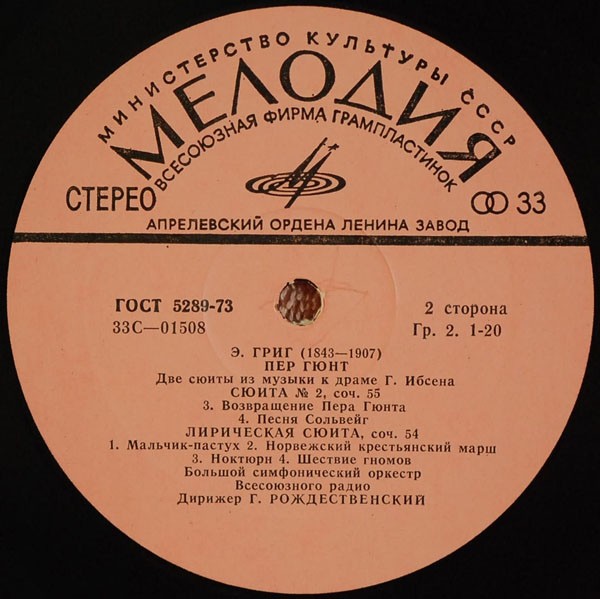 МИНИСТЕРСТВО КУЛЬТУРЫ СССР
МЕЛОДИЯ
ВСЕСОЮЗНАЯ ФИРМА ГРАМПЛАСТИНОК
СТЕРЕО
33
АПРЕЛЕВСКИЙ ОРДЕНА ЛЕНИНА ЗАВОД
ГОСТ 5289-73
2 сторона
33С—01508
Гр. 2. 1-20
Э. ГРИГ (1843—1907)
ПЕР ГЮНТ
Две сюиты из музыки к драме Г. Ибсена
СЮИТА № 2, соч. 55
3. Возвращение Пера Гюнта
4. Песня Сольвейг
ЛИРИЧЕСКАЯ СЮИТА, соч. 54
1. Мальчик-пастух 2. Норвежский крестьянский марш
3. Ноктюрн 4. Шествие гномов
Большой симфонический оркестр
Всесоюзного радио
Дирижер Г. РОЖДЕСТВЕНСКИЙ